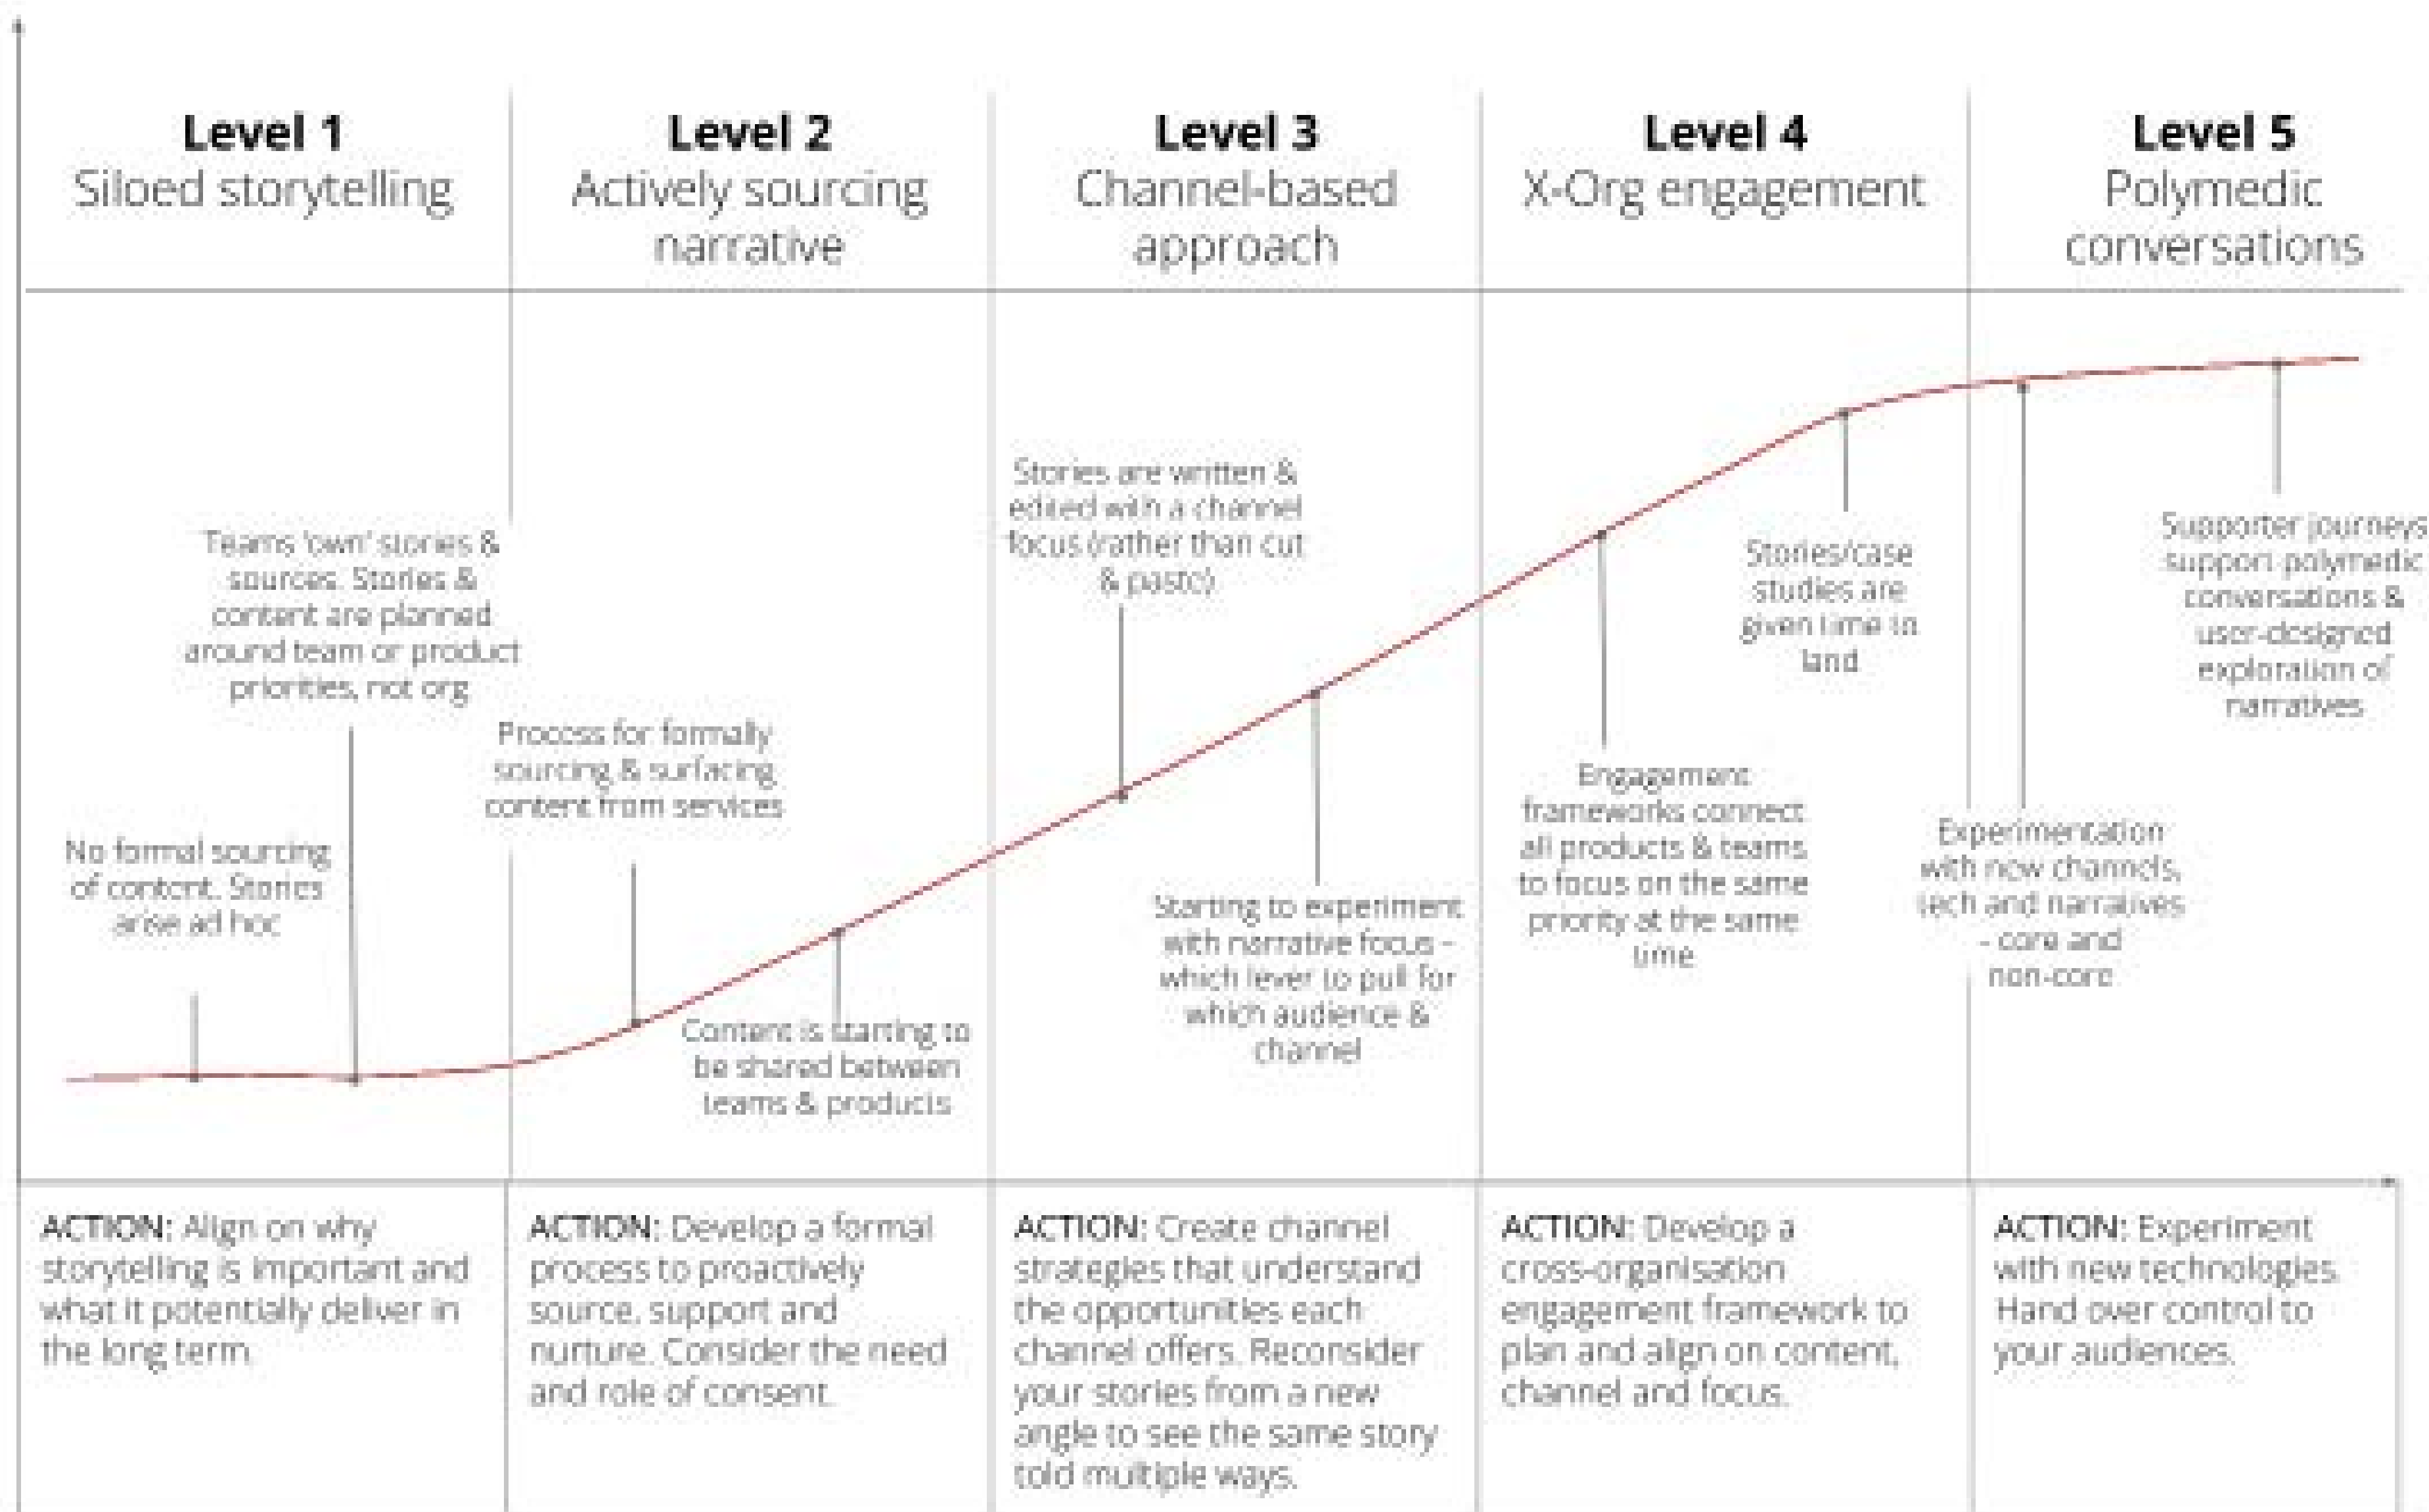 Level 1
Siloed storytelling
Level 2
Actively sourcing
narrative
Level 3
Channel-based
approach
Level 4
X-Org engagement
Level 5
Polymedic
conversations
No formal sourcing
of content. Stories
arise ad hoc
Teams 'own' stories &
sources. Stories &
content are planned
around team or product
priorities, not org
Process for formally
sourcing & surfacing
content from services
Content is starting to
be shared between
teams & products
Stories are written &
edited with a channel
focus (rather than cut
& paste)
Starting to experiment
with narrative focus -
which lever to pull for
which audience &
channel
Engagement
frameworks connect
all products & teams
to focus on the same
priority at the same
time
Stories/case
studies are
given time to
land
Experimentation
with new channels,
tech and narratives
- core and
non-core
Supporter journeys
support polymedic
conversations &
user-designed
exploration of
narratives
ACTION: Align on why
storytelling is important and
what it potentially deliver in
the long term.
ACTION: Develop a formal
process to proactively
source, support and
nurture. Consider the need
and role of consent.
ACTION: Create channel
strategies that understand
the opportunities each
channel offers. Reconsider
your stories from a new
angle to see the same story
told multiple ways.
ACTION: Develop a
cross-organisation
engagement framework to
plan and align on content,
channel and focus.
ACTION: Experiment
with new technologies.
Hand over control to
your audiences.